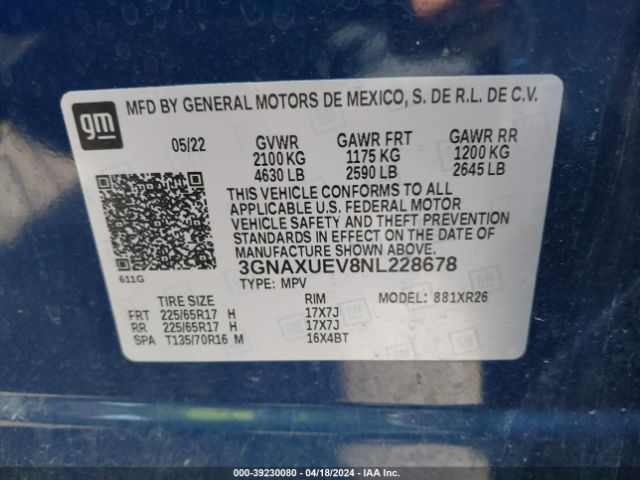 gm
MFD BY GENERAL MOTORS DE MEXICO, S. DE R.L. DE C.V.
05/22 GVWR GAWR FRT GAWR RR
2100 KG 1175 KG 1200 KG
4630 LB 2590 LB 2645 LB
THIS VEHICLE CONFORMS TO ALL
APPLICABLE U.S. FEDERAL MOTOR
VEHICLE SAFETY AND THEFT PREVENTION
STANDARDS IN EFFECT ON THE DATE
OF MANUFACTURE SHOWN ABOVE.
611G
3GNAXUEV8NL228678
TYPE: MPV
TIRE SIZE RIM MODEL: 881XR26
FRT 225/65R17 H 17X7J
RR 225/65R17 H 17X7J
SPA T135/70R16 M 16X4BT
000-39230080 - 04/18/2024 - IAA Inc.